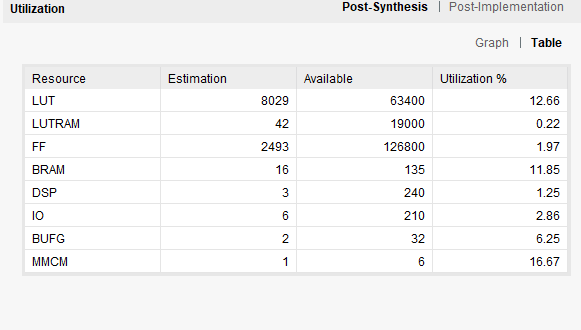 Utilization Post-Synthesis | Post-Implementation
Graph | Table
Resource Estimation Available Utilization %
LUT 8029 63400 12.66
LUTRAM 42 19000 0.22
FF 2493 126800 1.97
BRAM 16 135 11.85
DSP 3 240 1.25
IO 6 210 2.86
BUFG 2 32 6.25
MMCM 1 6 16.67